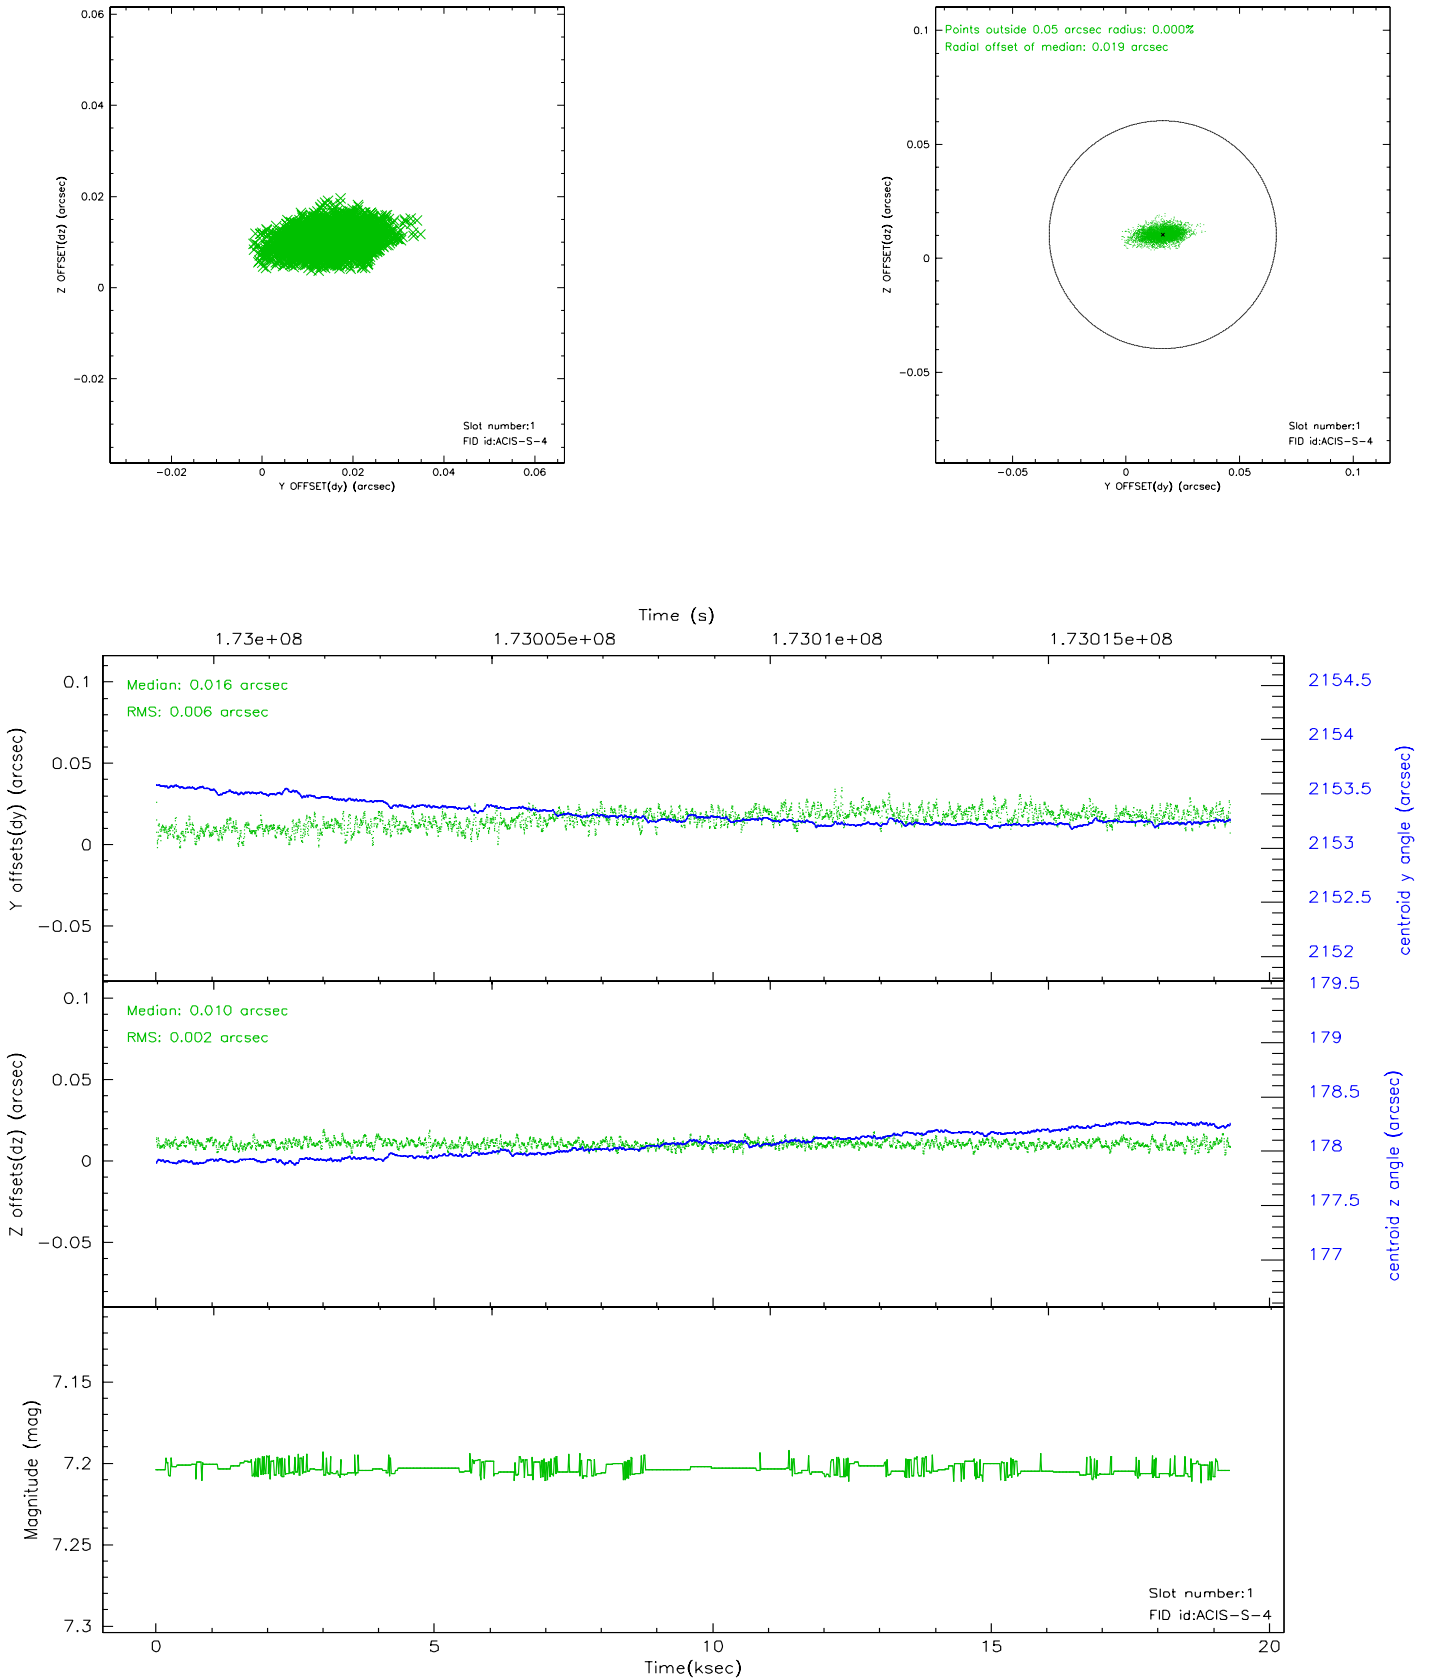 0.06
0.04
0.02
0
−0.02
Z OFFSET(dz) (arcsec)
Slot number:1
FID id:ACIS−S−4
−0.02 0 0.02 0.04 0.06
Y OFFSET(dy) (arcsec)
Points outside 0.05 arcsec radius: 0.000%
Radial offset of median: 0.019 arcsec
0.1
0.05
0
−0.05
Z OFFSET(dz) (arcsec)
Slot number:1
FID id:ACIS−S−4
−0.05 0 0.05 0.1
Y OFFSET(dy) (arcsec)
Time (s)
1.73e+08 1.73005e+08 1.7301e+08 1.73015e+08
Median: 0.016 arcsec
RMS: 0.006 arcsec
0.1
0.05
0
−0.05
Y offsets(dy) (arcsec)
2154.5
2154
2153.5
2153
2152.5
2152
centroid y angle (arcsec)
Median: 0.010 arcsec
RMS: 0.002 arcsec
0.1
0.05
0
−0.05
Z offsets(dz) (arcsec)
179.5
179
178.5
178
177.5
177
centroid z angle (arcsec)
7.15
7.2
7.25
7.3
Magnitude (mag)
Slot number:1
FID id:ACIS−S−4
0 5 10 15 20
Time(ksec)